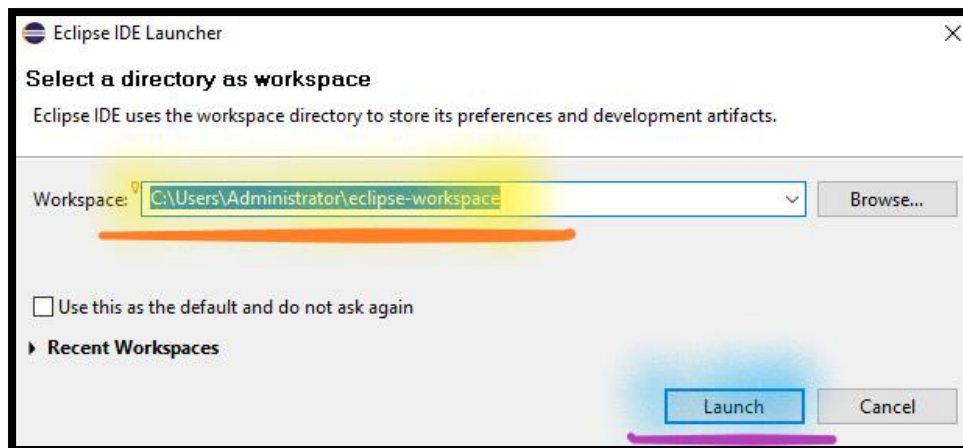 Eclipse IDE Launcher
Select a directory as workspace
Eclipse IDE uses the workspace directory to store its preferences and development artifacts.
Workspace: C:\Users\Administrator\eclipse-workspace Browse...
Use this as the default and do not ask again
Recent Workspaces
Launch Cancel